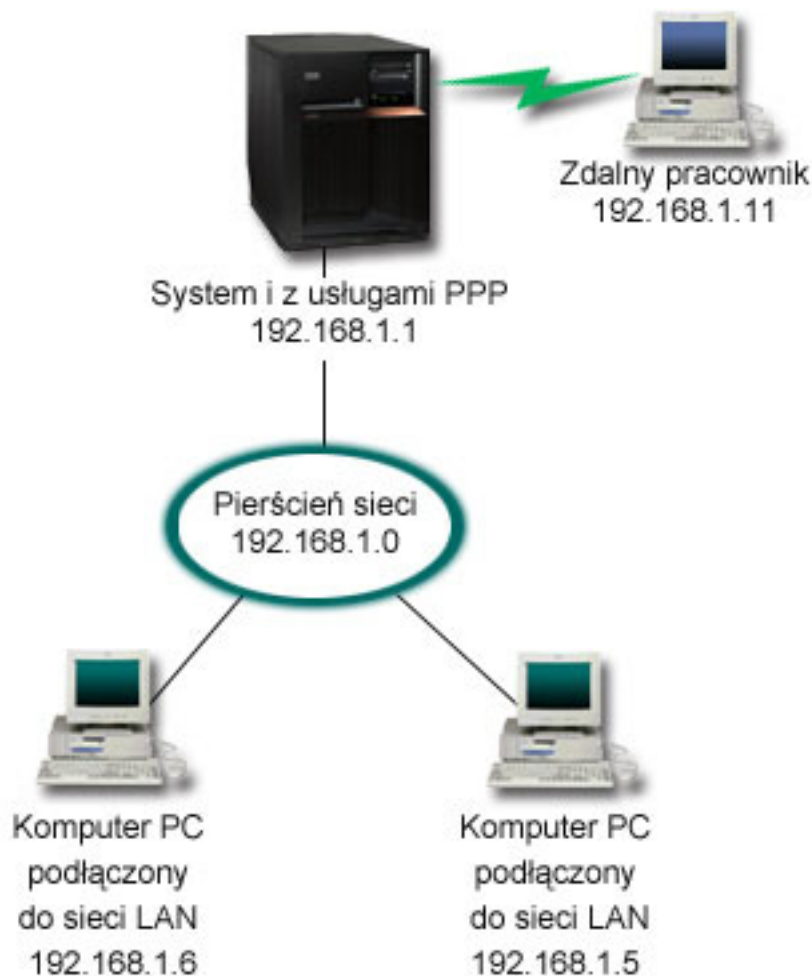 Zdalny pracownik
192.168.1.11
System i z usługami PPP
192.168.1.1
Pierścień sieci
192.168.1.0
Komputer PC
podłączony
do sieci LAN
192.168.1.6
Komputer PC
podłączony
do sieci LAN
192.168.1.5